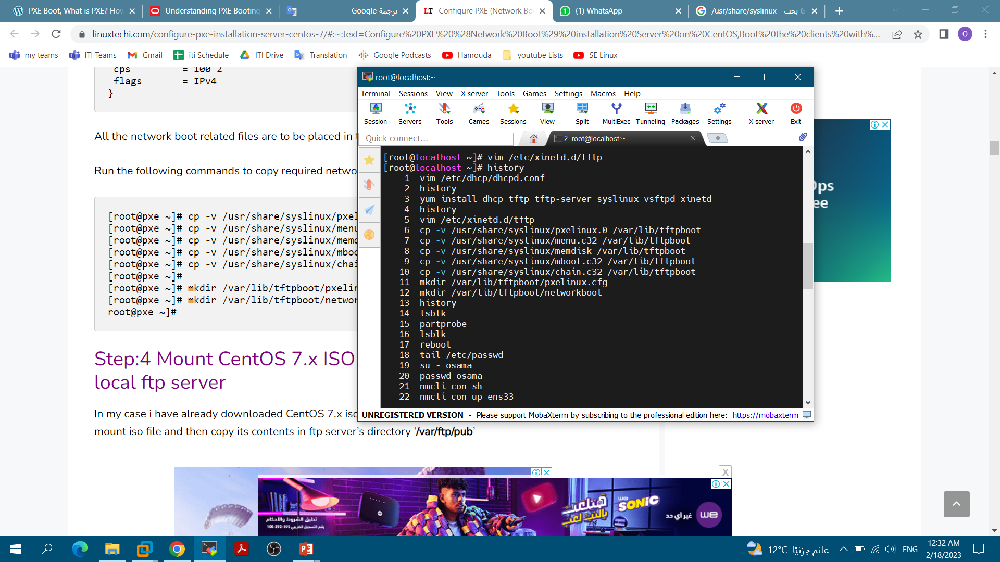 PXE Boot, What is PXE? Ho
Understanding PXE Booting
ترجمة Google
LT Configure PXE (Network Bo
(1) WhatsApp
/usr/share/syslinux - بحث G
linuxtechi.com/configure-pxe-installation-server-centos-7/#:~:text=Configure%20PXE%20%28Network%20Boot%29%20installation%20Server%20on%20CentOS,Boot%20the%20clients%20with%...
O
my teams
ITI Teams
Gmail
iti Schedule
ITI Drive
Translation
Google Podcasts
Hamouda
youtube Lists
SE Linux
cps = 100 2
flags = IPv4
}
All the network boot related files are to be placed in t
Run the following commands to copy required netwo
[root@pxe ~]# cp -v /usr/share/syslinux/pxel
[root@pxe ~]# cp -v /usr/share/syslinux/menu
[root@pxe ~]# cp -v /usr/share/syslinux/memd
[root@pxe ~]# cp -v /usr/share/syslinux/mboo
[root@pxe ~]# cp -v /usr/share/syslinux/chai
[root@pxe ~]#
[root@pxe ~]# mkdir /var/lib/tftpboot/pxelin
[root@pxe ~]# mkdir /var/lib/tftpboot/networ
root@pxe ~]#
Step:4 Mount CentOS 7.x ISO
local ftp server
In my case i have already downloaded CentOS 7.x iso
mount iso file and then copy its contents in ftp server’s directory ‘/var/ftp/pub’
root@localhost:~
Terminal Sessions View X server Tools Games Settings Macros Help
Session Servers Tools Games Sessions View Split MultiExec Tunneling Packages Settings X server Exit
Quick connect...
2. root@localhost:~
[root@localhost ~]# vim /etc/xinetd.d/tftp
[root@localhost ~]# history
1 vim /etc/dhcp/dhcpd.conf
2 history
3 yum install dhcp tftp tftp-server syslinux vsftpd xinetd
4 history
5 vim /etc/xinetd.d/tftp
6 cp -v /usr/share/syslinux/pxelinux.0 /var/lib/tftpboot
7 cp -v /usr/share/syslinux/menu.c32 /var/lib/tftpboot
8 cp -v /usr/share/syslinux/memdisk /var/lib/tftpboot
9 cp -v /usr/share/syslinux/mboot.c32 /var/lib/tftpboot
10 cp -v /usr/share/syslinux/chain.c32 /var/lib/tftpboot
11 mkdir /var/lib/tftpboot/pxelinux.cfg
12 mkdir /var/lib/tftpboot/networkboot
13 history
14 lsblk
15 partprobe
16 lsblk
17 reboot
18 tail /etc/passwd
19 su - osama
20 passwd osama
21 nmcli con sh
22 nmcli con up ens33
UNREGISTERED VERSION - Please support MobaXterm by subscribing to the professional edition here: https://mobaxterm
Ops
ee
X
تطبق الشروط والأحكام
رقم التسجيل الضريبي 100-292-895
هتلعب
بالتب لعب
WE
SONIC
غير أي حد
we
12°C غائم جزئيًا
ENG
12:32 AM
2/18/2023